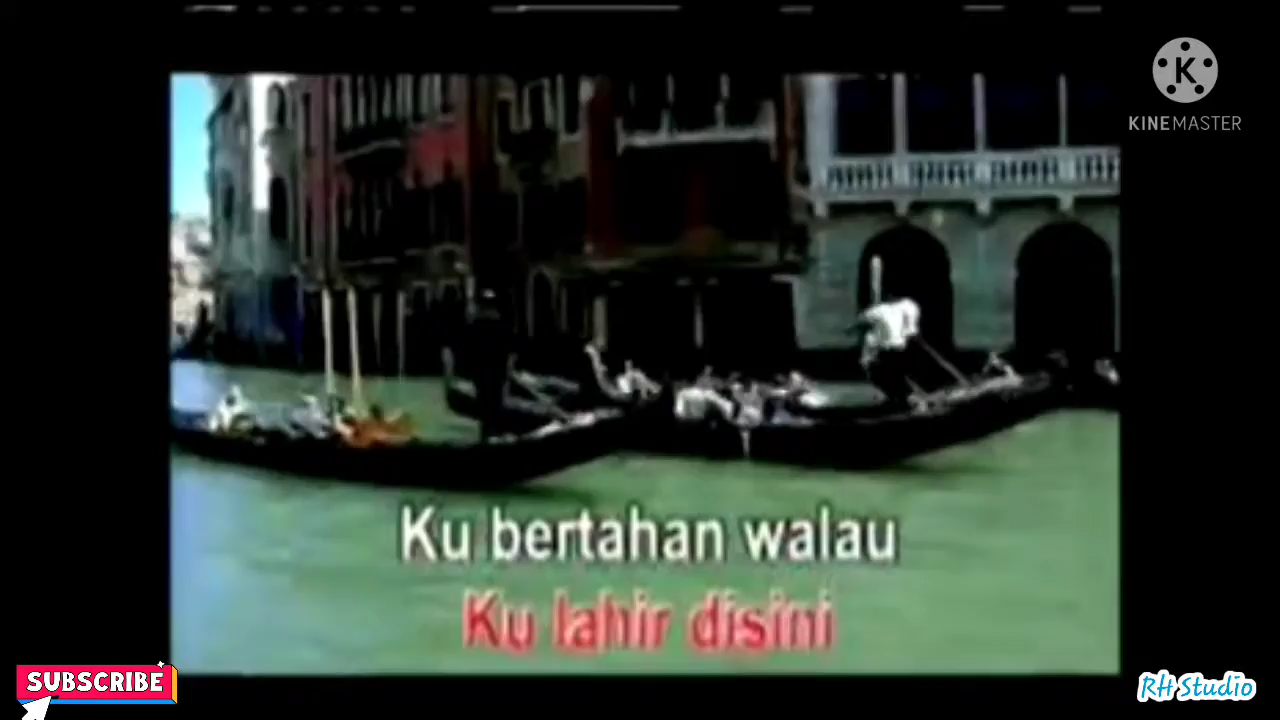 K
KINEMASTER
Ku bertahan walau
Ku lahir disini
SUBSCRIBE
RH Studio